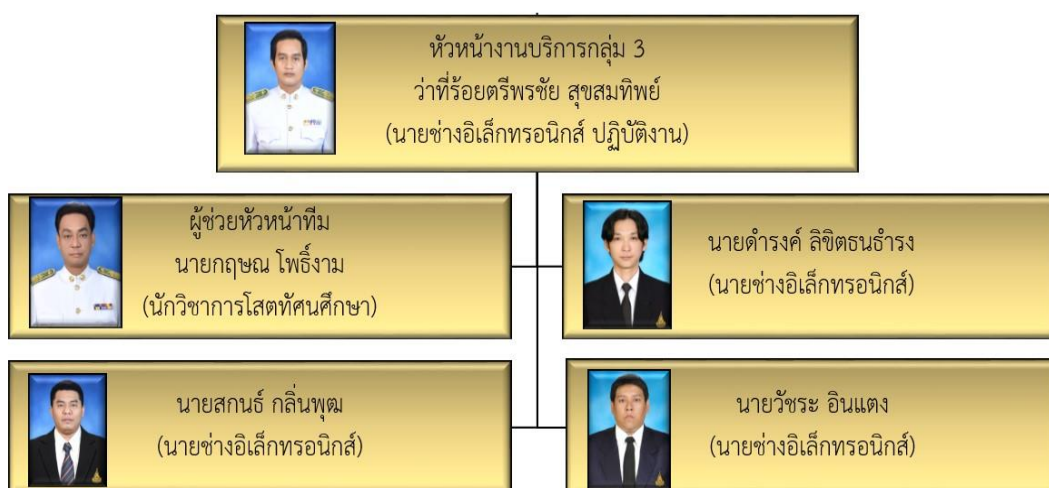 หัวหน้างานบริการกลุ่ม 3
ว่าที่ร้อยตรีพรชัย สุขสมทิพย์
(นายช่างอิเล็กทรอนิกส์ ปฏิบัติงาน)
ผู้ช่วยหัวหน้าทีม
นายกฤษณ โพธิ์งาม
(นักวิชาการโสตทัศนศึกษา)
นายดำรงค์ ลิขิตธนธำรง
(นายช่างอิเล็กทรอนิกส์)
นายสกนธ์ กลิ่นพุฒ
(นายช่างอิเล็กทรอนิกส์)
นายวัชระ อินแตง
(นายช่างอิเล็กทรอนิกส์)